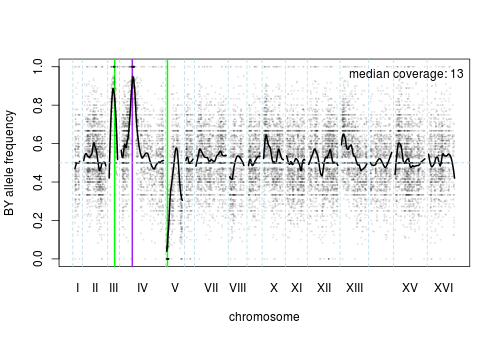 median coverage: 13
BY allele frequency
0.0 0.2 0.4 0.6 0.8 1.0
I II III IV V VII VIII X XI XII XIII XV XVI
chromosome